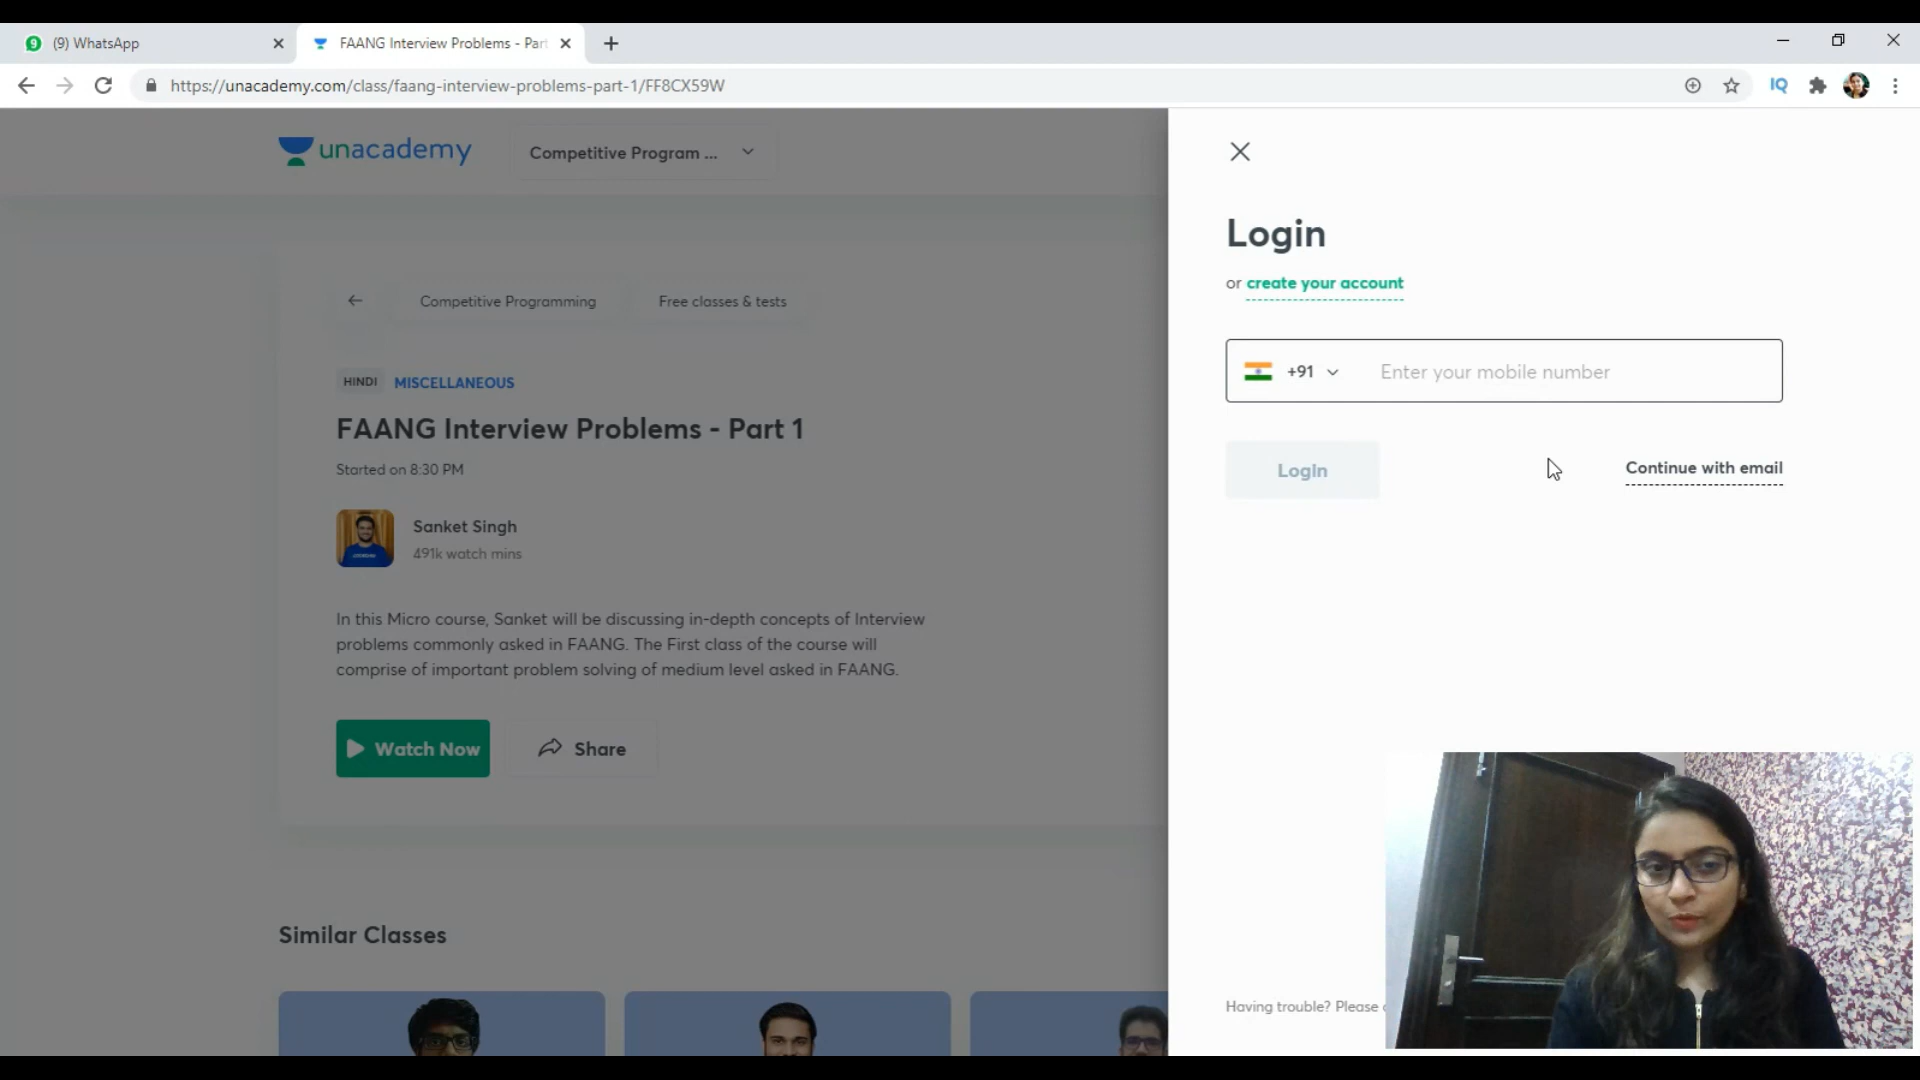 9 (9) WhatsApp
FAANG Interview Problems - Part
https://unacademy.com/class/faang-interview-problems-part-1/FF8CX59W
IQ
unacademy
Competitive Program ...
Competitive Programming
Free classes & tests
HINDI MISCELLANEOUS
FAANG Interview Problems - Part 1
Started on 8:30 PM
Sanket Singh
491k watch mins
In this Micro course, Sanket will be discussing in-depth concepts of Interview
problems commonly asked in FAANG. The First class of the course will
comprise of important problem solving of medium level asked in FAANG.
Watch Now
Share
Similar Classes
Login
or create your account
+91
Enter your mobile number
Login
Continue with email
Having trouble? Please